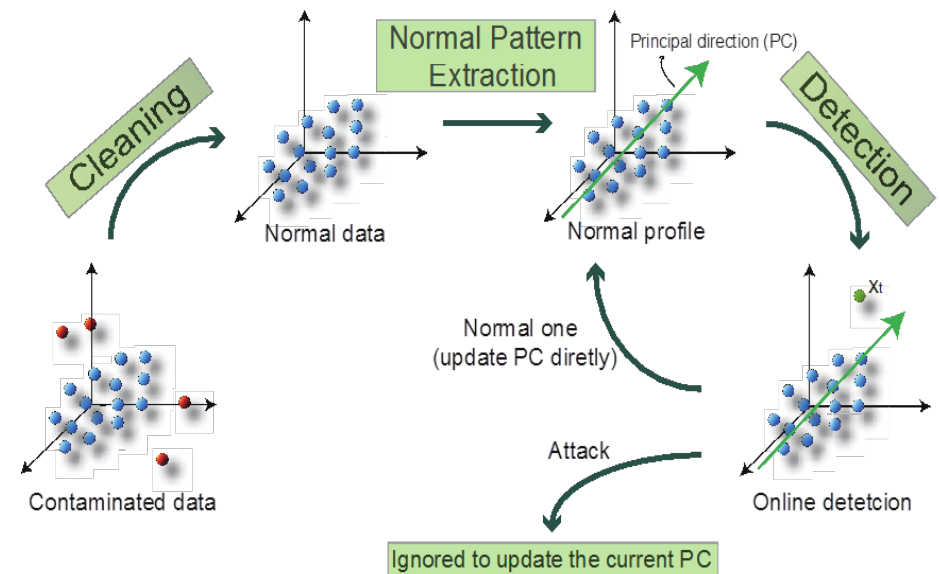 Cleaning
Normal Pattern
Extraction
Principal direction (PC)
Detection
Normal data
Normal profile
Xt
Normal one
(update PC diretly)
Attack
Contaminated data
Online detetcion
Ignored to update the current PC